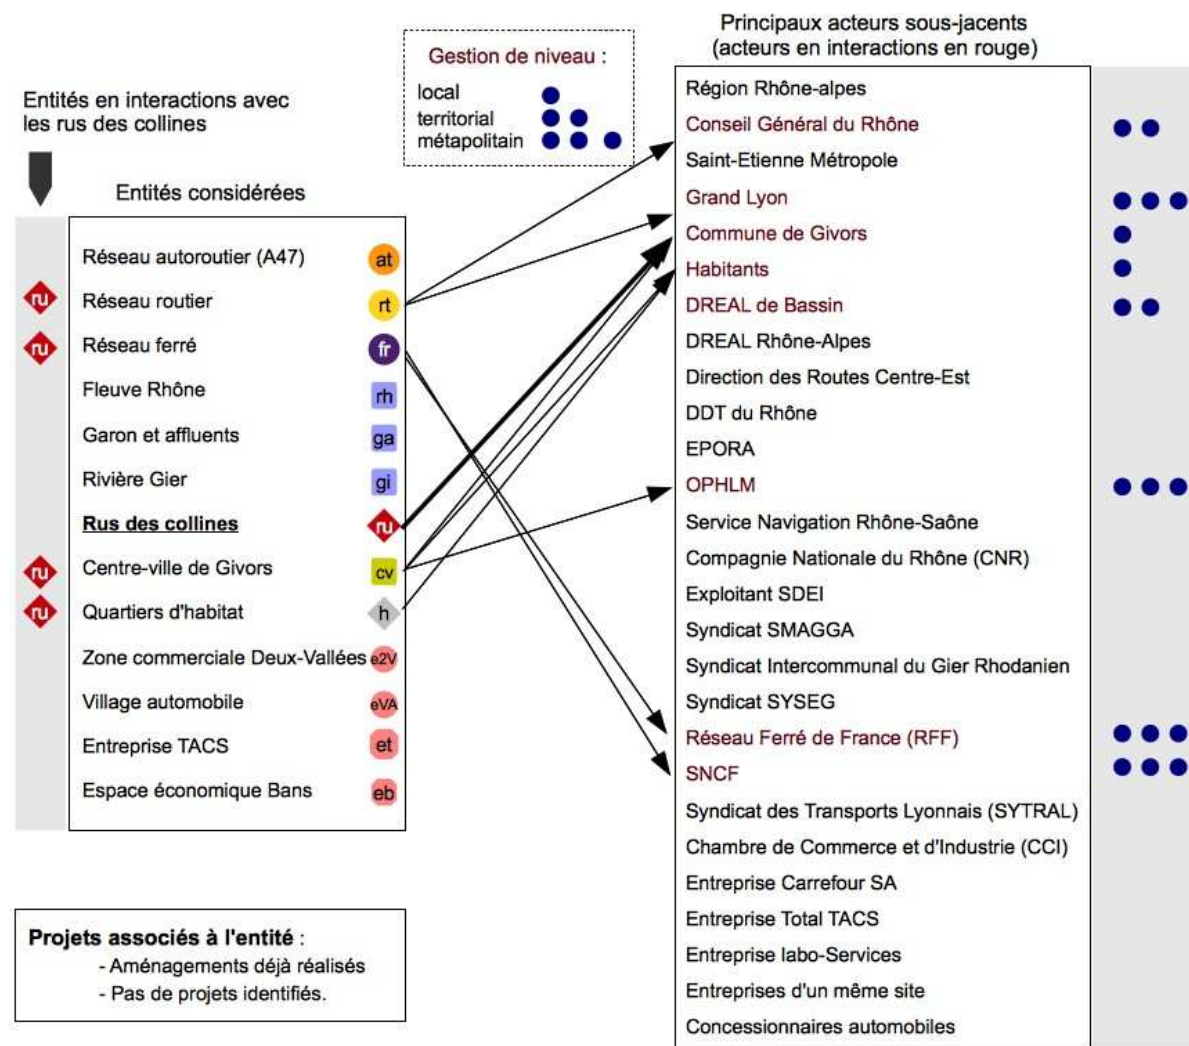 Principaux acteurs sous-jacents
(acteurs en interactions en rouge)
Gestion de niveau :
local
territorial
métapolitain
Entités en interactions avec
les rus des collines
Entités considérées
Réseau autoroutier (A47) at
ru Réseau routier rt
ru Réseau ferré fr
Fleuve Rhône rh
Garon et affluents ga
Rivière Gier gi
Rus des collines ru
ru Centre-ville de Givors cv
ru Quartiers d'habitat h
Zone commerciale Deux-Vallées e2V
Village automobile eVA
Entreprise TACS et
Espace économique Bans eb
Projets associés à l'entité :
- Aménagements déjà réalisés
- Pas de projets identifiés.
Région Rhône-alpes
Conseil Général du Rhône
Saint-Etienne Métropole
Grand Lyon
Commune de Givors
Habitants
DREAL de Bassin
DREAL Rhône-Alpes
Direction des Routes Centre-Est
DDT du Rhône
EPORA
OPHLM
Service Navigation Rhône-Saône
Compagnie Nationale du Rhône (CNR)
Exploitant SDEI
Syndicat SMAGGA
Syndicat Intercommunal du Gier Rhodanien
Syndicat SYSEG
Réseau Ferré de France (RFF)
SNCF
Syndicat des Transports Lyonnais (SYTRAL)
Chambre de Commerce et d'Industrie (CCI)
Entreprise Carrefour SA
Entreprise Total TACS
Entreprise labo-Services
Entreprises d'un même site
Concessionnaires automobiles